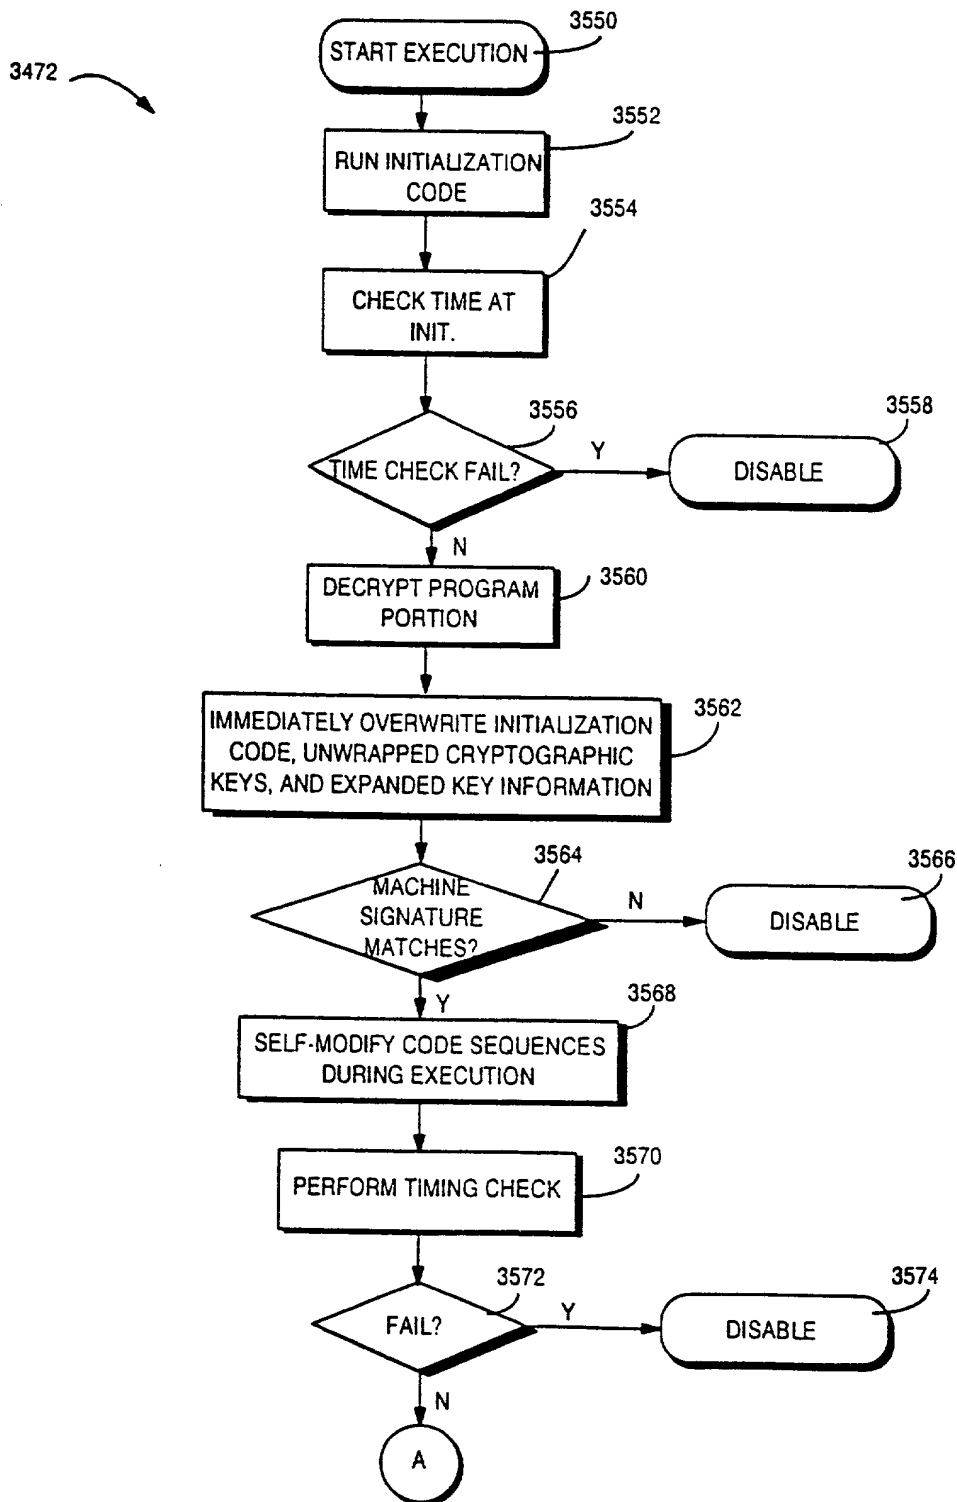 3550
START EXECUTION
3472
3552
RUN INITIALIZATION
CODE
3554
CHECK TIME AT
INIT.
3556
TIME CHECK FAIL?
Y
3558
DISABLE
N
DECRYPT PROGRAM
PORTION
3560
IMMEDIATELY OVERWRITE INITIALIZATION
CODE, UNWRAPPED CRYPTOGRAPHIC
KEYS, AND EXPANDED KEY INFORMATION
3562
3564
MACHINE
SIGNATURE
MATCHES?
N
3566
DISABLE
Y
3568
SELF-MODIFY CODE SEQUENCES
DURING EXECUTION
3570
PERFORM TIMING CHECK
3572
FAIL?
Y
3574
DISABLE
N
A